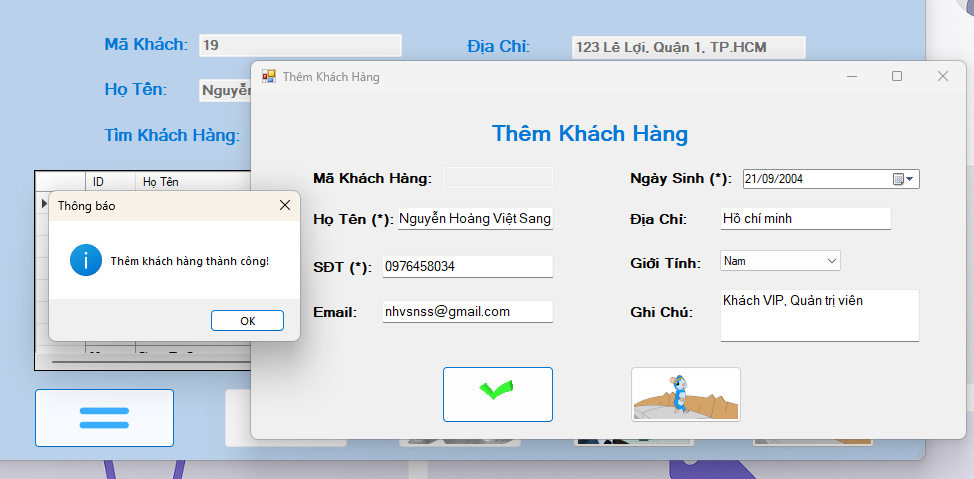 Mã Khách: 19
Địa Chỉ: 123 Lê Lợi, Quận 1, TP.HCM
Họ Tên: Nguyễn
Tìm Khách Hàng:
ID Họ Tên
Thông báo
Thêm khách hàng thành công!
OK
Thêm Khách Hàng
Thêm Khách Hàng
Mã Khách Hàng:
Ngày Sinh (*): 21/09/2004
Họ Tên (*): Nguyễn Hoàng Việt Sang
Địa Chỉ: Hồ chí minh
SĐT (*): 0976458034
Giới Tính: Nam
Email: nhvsnss@gmail.com
Ghi Chú: Khách VIP, Quản trị viên